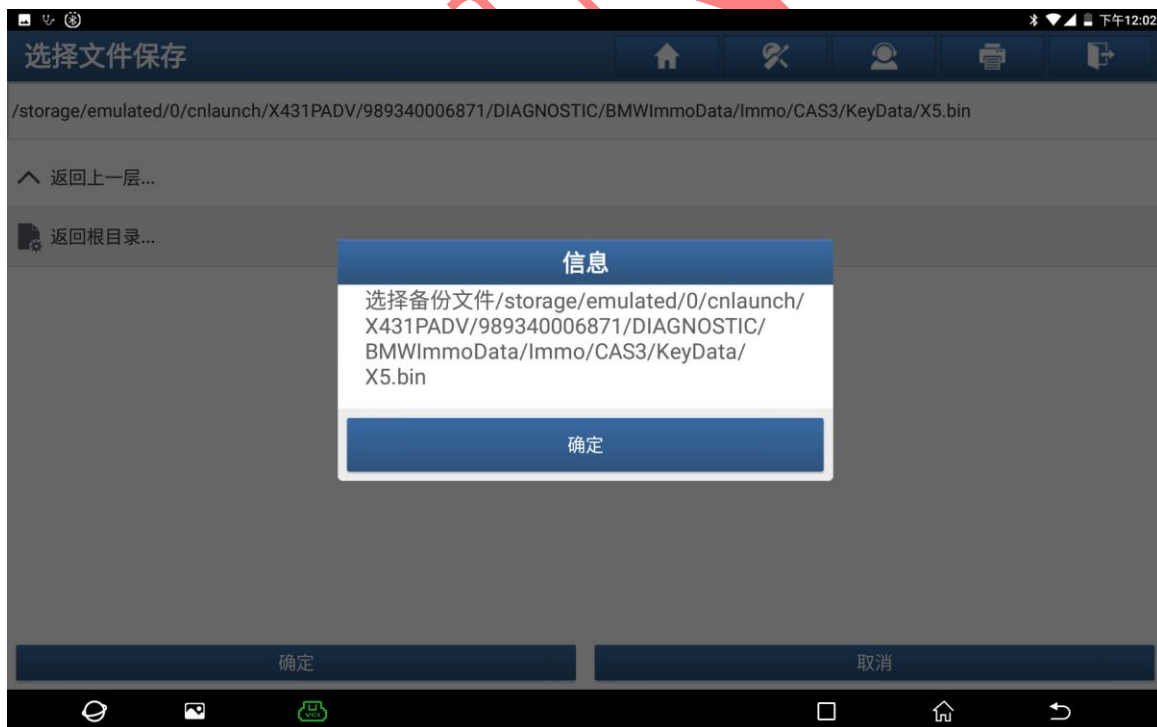 下午12:02
选择文件保存
/storage/emulated/0/cnlaunch/X431PADV/989340006871/DIAGNOSTIC/BMWImmoData/Immo/CAS3/KeyData/X5.bin
返回上一层...
返回根目录...
信息
选择备份文件/storage/emulated/0/cnlaunch/
X431PADV/989340006871/DIAGNOSTIC/
BMWImmoData/Immo/CAS3/KeyData/
X5.bin
确定
确定 取消
VCI